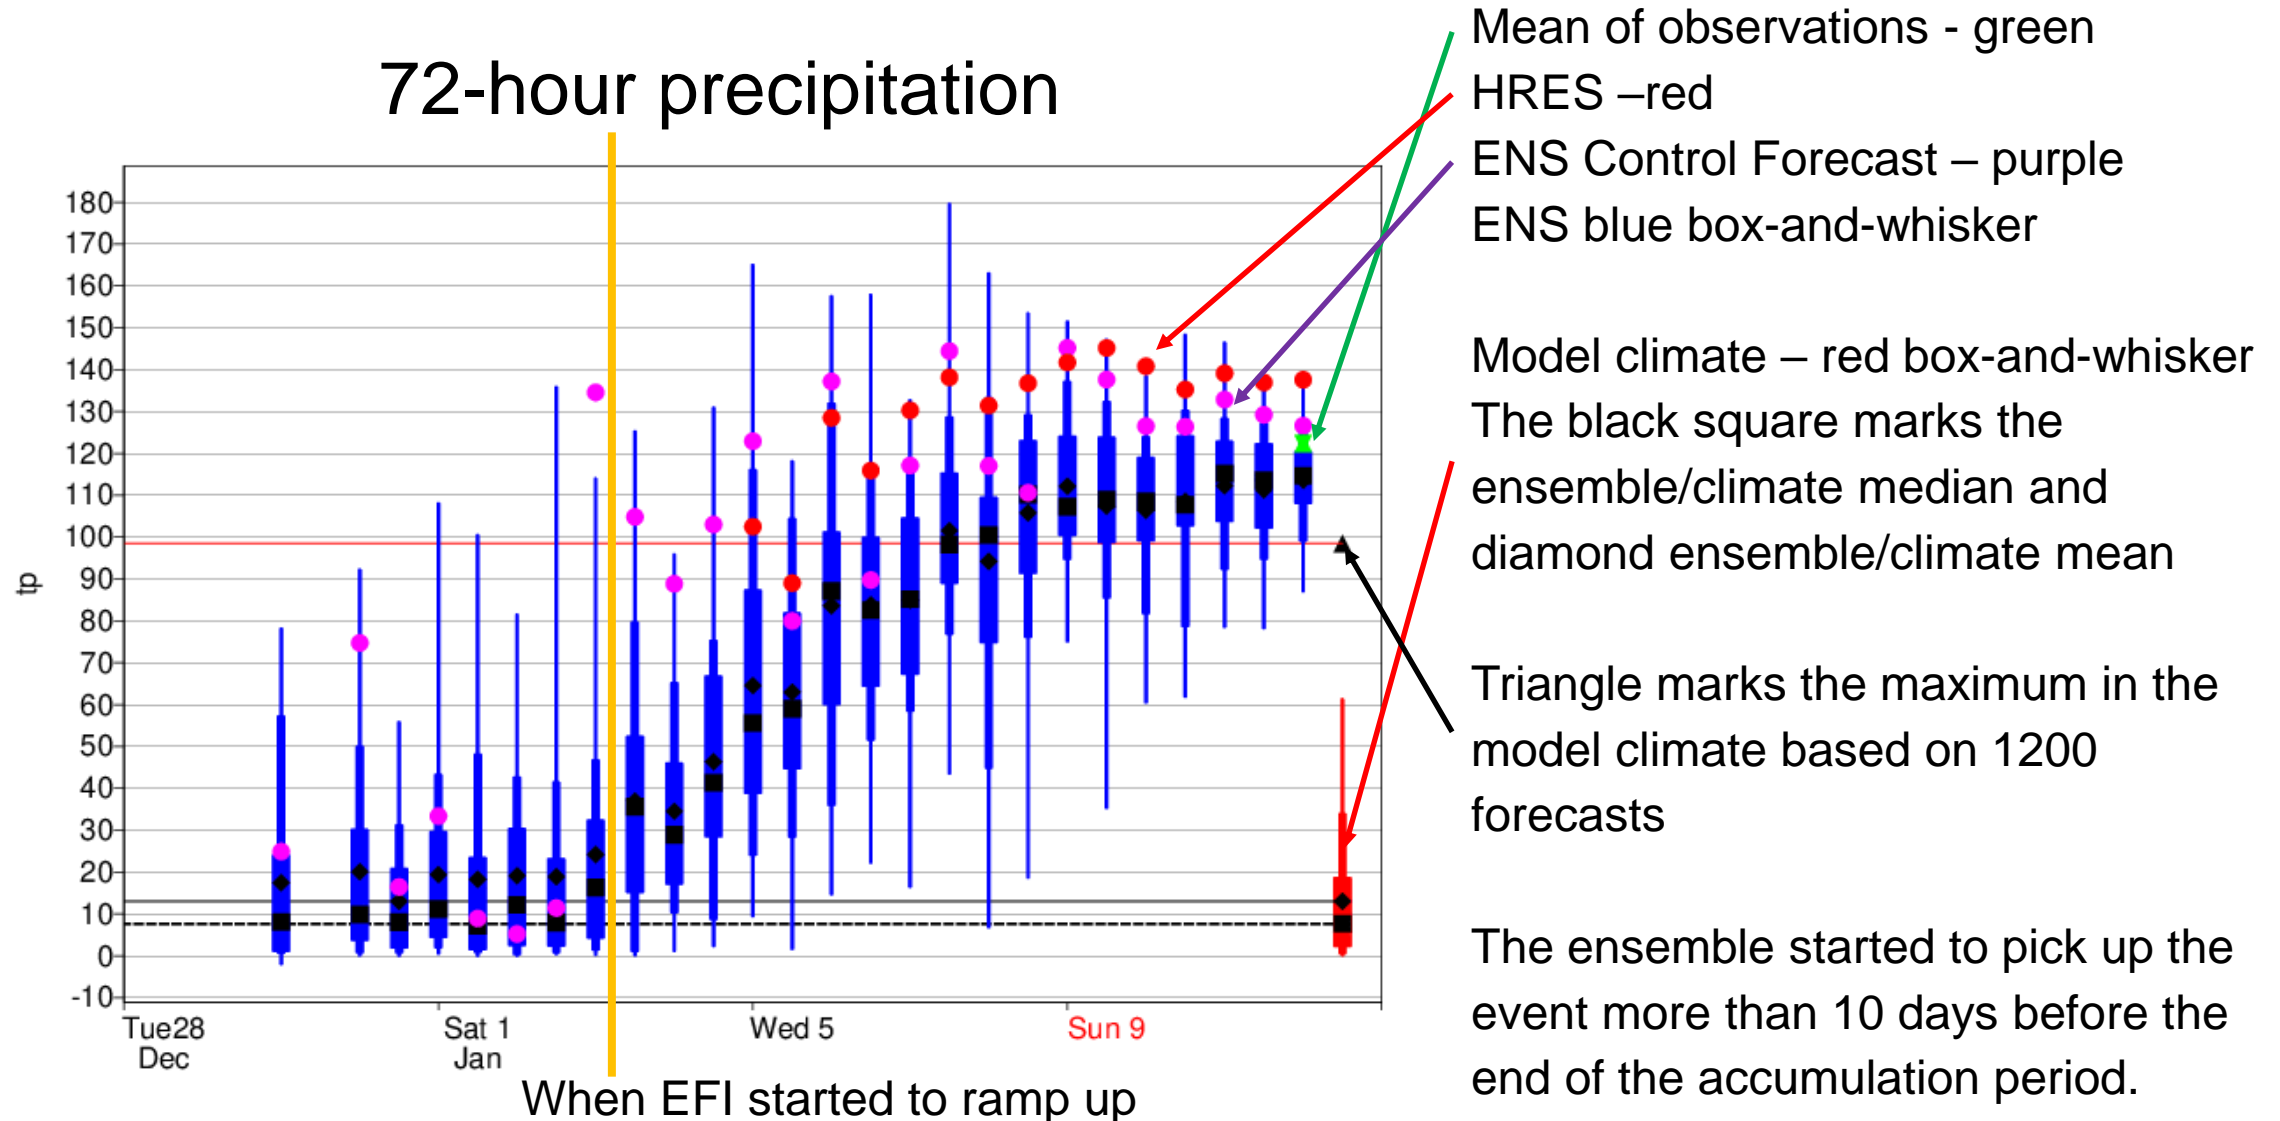 72-hour precipitation
180
170
160
150
140
130
120
110
100
90
80
70
60
50
40
30
20
10
0
-10
tp
Tue28
Dec
Sat 1
Jan
Wed 5
Sun 9
When EFI started to ramp up
Mean of observations - green
HRES –red
ENS Control Forecast – purple
ENS blue box-and-whisker
Model climate – red box-and-whisker
The black square marks the
ensemble/climate median and
diamond ensemble/climate mean
Triangle marks the maximum in the
model climate based on 1200
forecasts
The ensemble started to pick up the
event more than 10 days before the
end of the accumulation period.